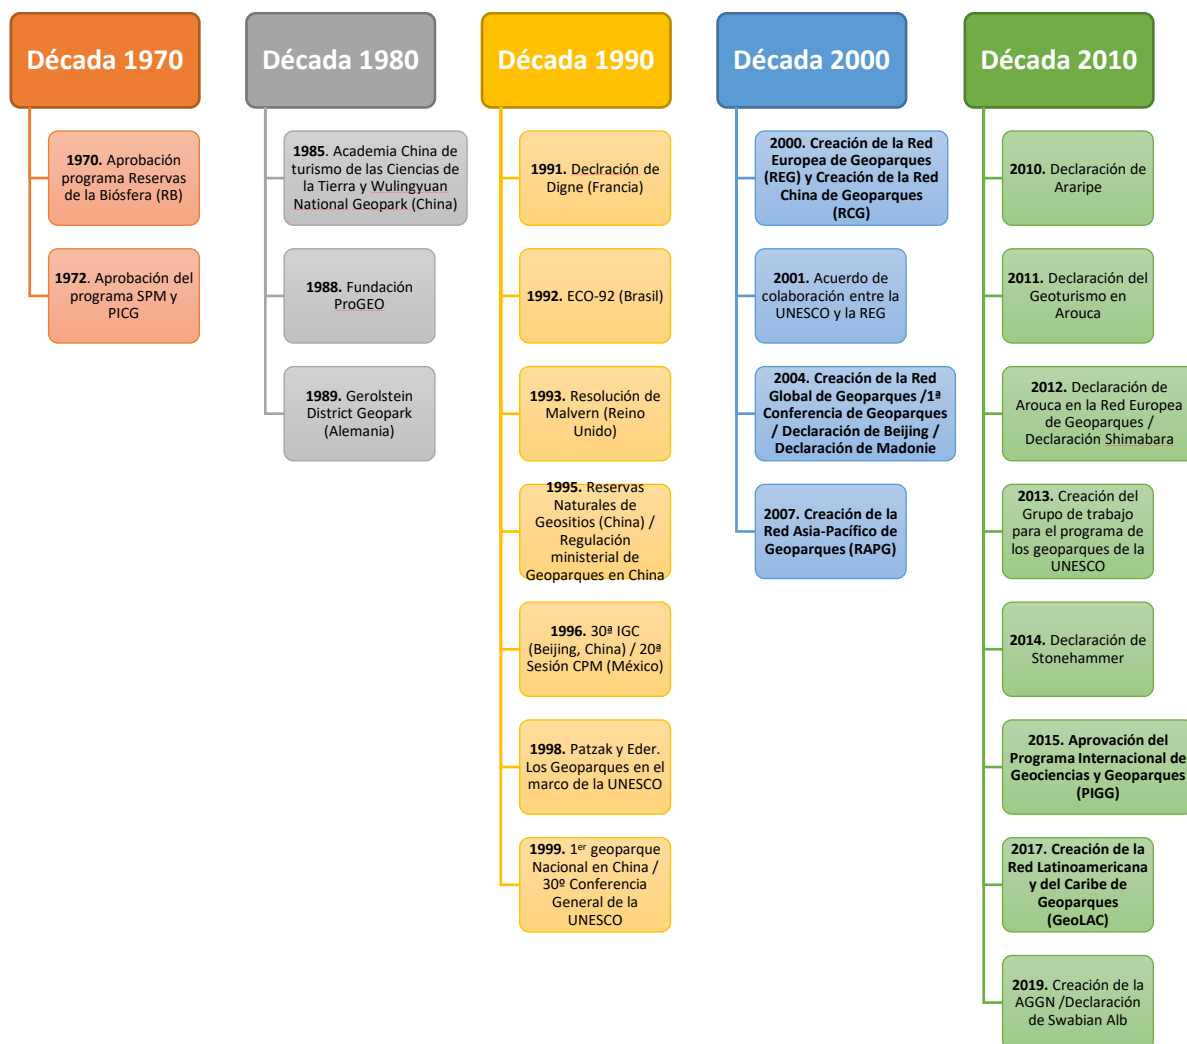 Década 1970
1970. Aprobación
programa Reservas
de la Biósfera (RB)
1972. Aprobación del
programa SPM y
PICG
Década 1980
1985. Academia China de
turismo de las Ciencias de
la Tierra y Wulingyuan
National Geopark (China)
1988. Fundación
ProGEO
1989. Gerolstein
District Geopark
(Alemania)
Década 1990
1991. Declración de
Digne (Francia)
1992. ECO-92 (Brasil)
1993. Resolución de
Malvern (Reino
Unido)
1995. Reservas
Naturales de
Geositios (China) /
Regulación
ministerial de
Geoparques en China
1996. 30ª IGC
(Beijing, China) / 20ª
Sesión CPM (México)
1998. Patzak y Eder.
Los Geoparques en el
marco de la UNESCO
1999. 1er geoparque
Nacional en China /
30º Conferencia
General de la
UNESCO
Década 2000
2000. Creación de la Red
Europea de Geoparques
(REG) y Creación de la Red
China de Geoparques
(RCG)
2001. Acuerdo de
colaboración entre la
UNESCO y la REG
2004. Creación de la Red
Global de Geoparques /1ª
Conferencia de Geoparques
/ Declaración de Beijing /
Declaración de Madonie
2007. Creación de la
Red Asia-Pacífico de
Geoparques (RAPG)
Década 2010
2010. Declaración de
Araripe
2011. Declaración del
Geoturismo en
Arouca
2012. Declaración de
Arouca en la Red Europea
de Geoparques /
Declaración Shimabara
2013. Creación del
Grupo de trabajo
para el programa de
los geoparques de la
UNESCO
2014. Declaración de
Stonehammer
2015. Aprovación del
Programa Internacional de
Geociencias y Geoparques
(PIGG)
2017. Creación de la
Red Latinoamericana
y del Caribe de
Geoparques
(GeoLAC)
2019. Creación de la
AGGN /Declaración
de Swabian Alb